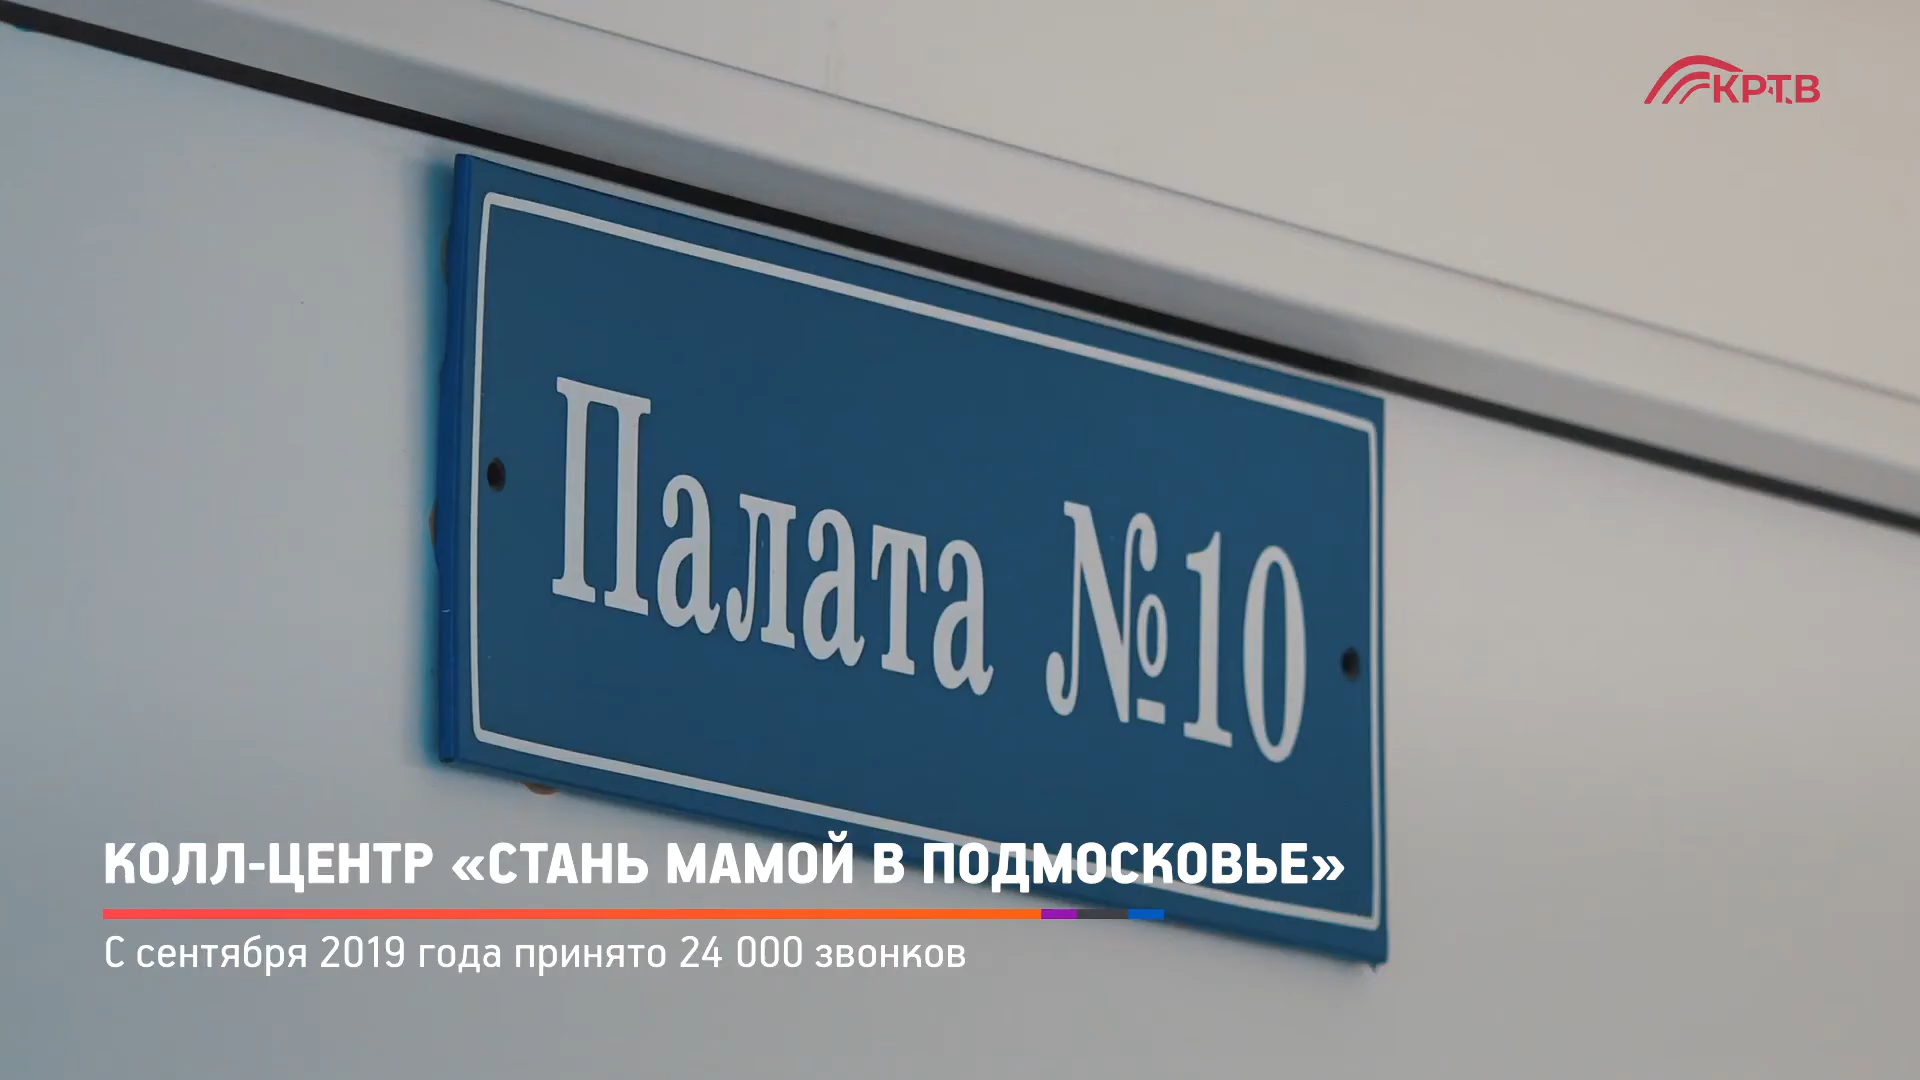 КРТВ
Палата №10
КОЛЛ-ЦЕНТР «СТАНЬ МАМОЙ В ПОДМОСКОВЬЕ»
С сентября 2019 года принято 24 000 звонков